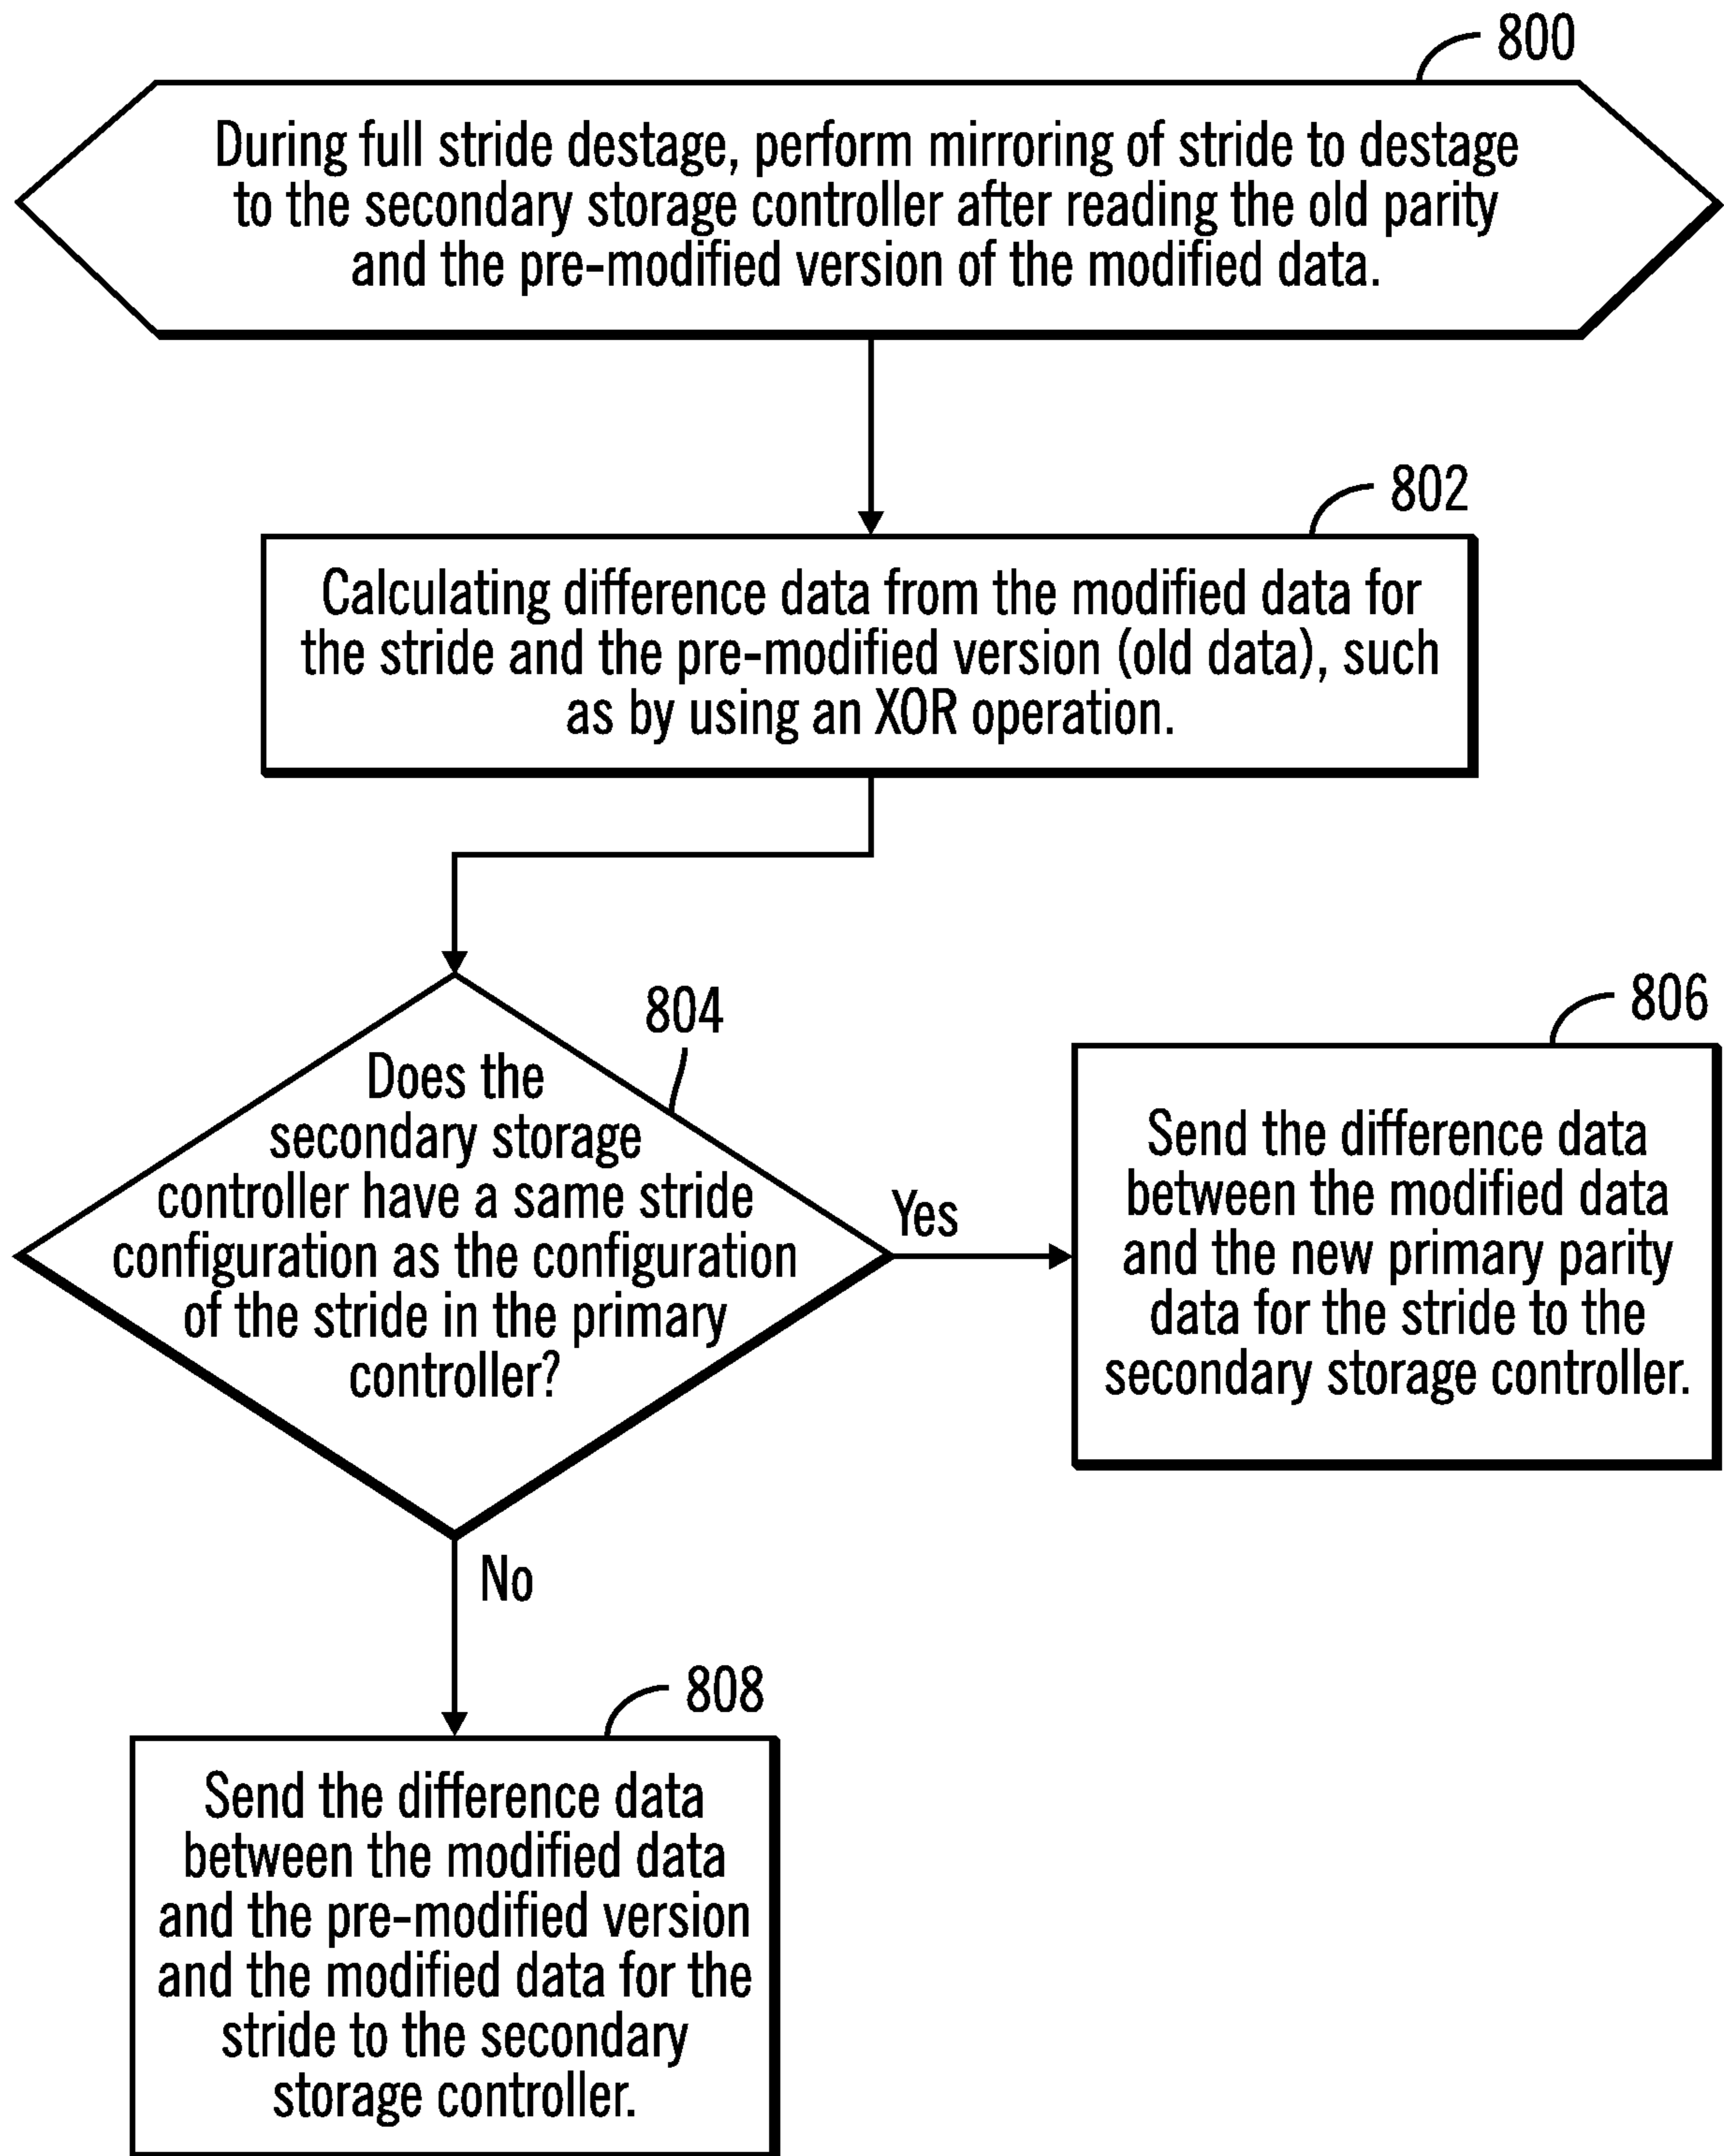 800
During full stride destage, perform mirroring of stride to destage
to the secondary storage controller after reading the old parity
and the pre-modified version of the modified data.
802
Calculating difference data from the modified data for
the stride and the pre-modified version (old data), such
as by using an XOR operation.
804
Does the
secondary storage
controller have a same stride
configuration as the configuration
of the stride in the primary
controller?
Yes
806
Send the difference data
between the modified data
and the new primary parity
data for the stride to the
secondary storage controller.
No
808
Send the difference data
between the modified data
and the pre-modified version
and the modified data for the
stride to the secondary
storage controller.